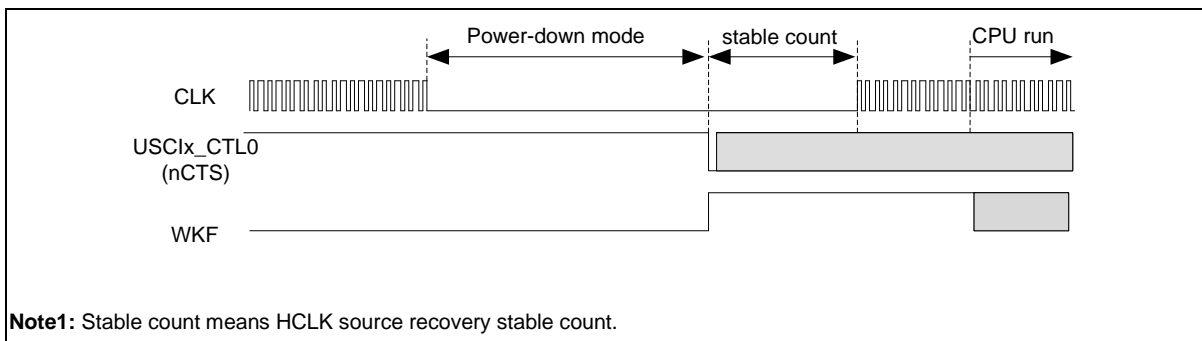 Power-down mode stable count CPU run
CLK
USCIx_CTL0
(nCTS)
WKF
Note1: Stable count means HCLK source recovery stable count.